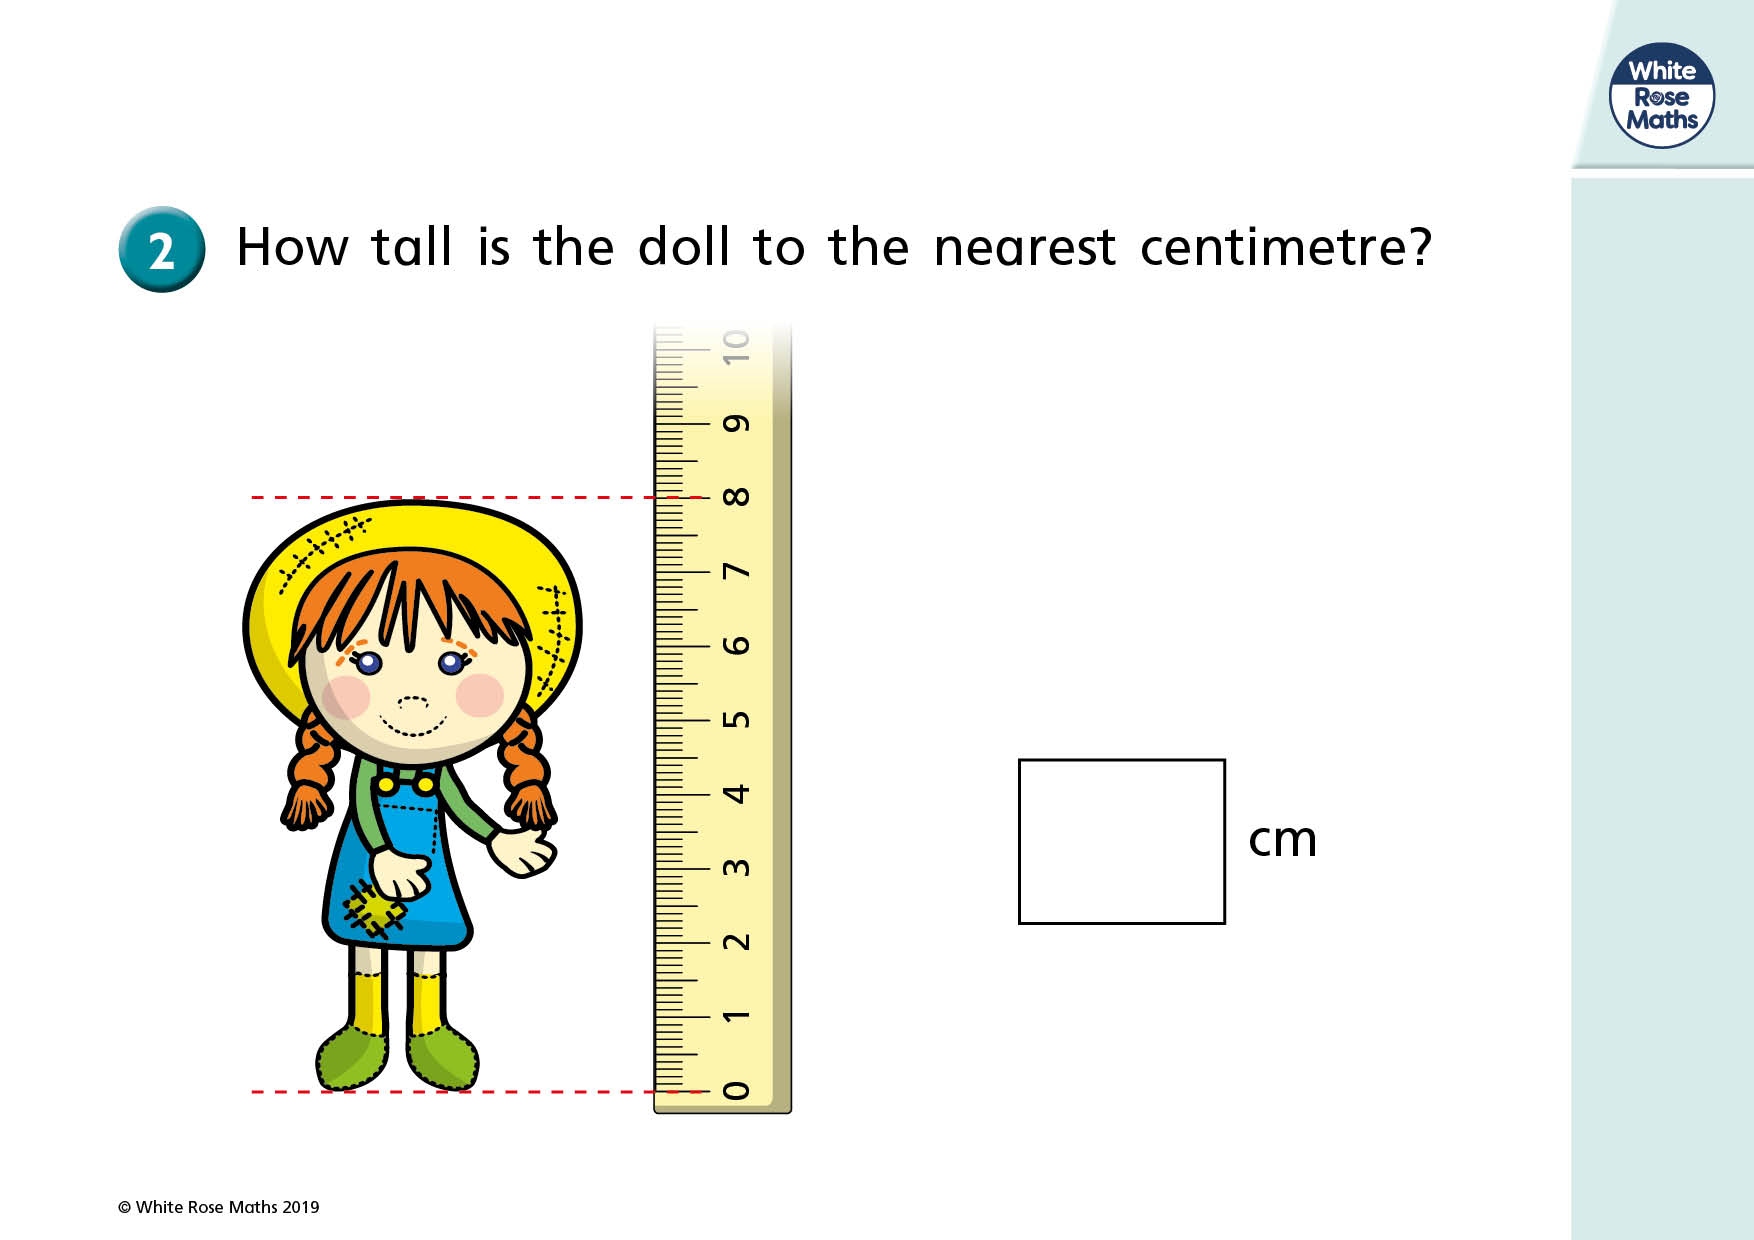 White
Rose
Maths
2 How tall is the doll to the nearest centimetre?
10
9
8
7
6
5
4
3
2
1
0
cm
© White Rose Maths 2019